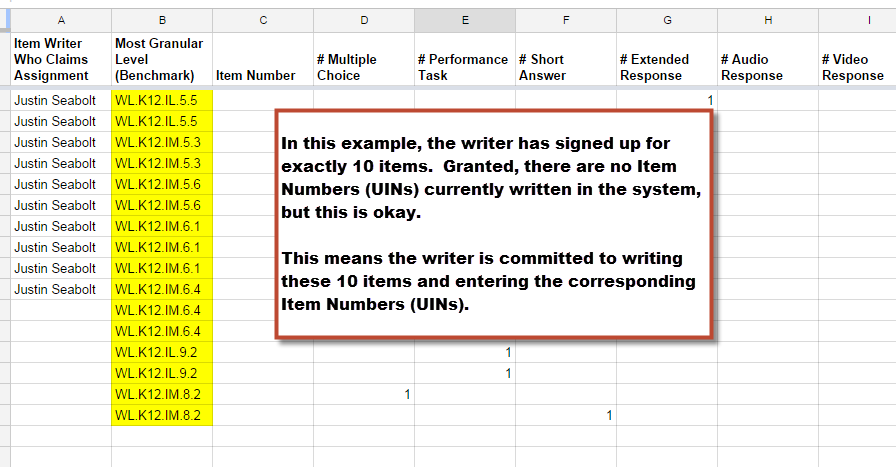 A B C D E F G H I
Item Writer Who Claims Assignment
Most Granular Level (Benchmark)
Item Number
# Multiple Choice
# Performance Task
# Short Answer
# Extended Response
# Audio Response
# Video Response
Justin Seabolt WL.K12.IL.5.5 1
Justin Seabolt WL.K12.IL.5.5
Justin Seabolt WL.K12.IM.5.3
Justin Seabolt WL.K12.IM.5.3
Justin Seabolt WL.K12.IM.5.6
Justin Seabolt WL.K12.IM.5.6
Justin Seabolt WL.K12.IM.6.1
Justin Seabolt WL.K12.IM.6.1
Justin Seabolt WL.K12.IM.6.1
Justin Seabolt WL.K12.IM.6.4
WL.K12.IM.6.4
WL.K12.IM.6.4
WL.K12.IL.9.2 1
WL.K12.IL.9.2 1
WL.K12.IM.8.2 1
WL.K12.IM.8.2 1
In this example, the writer has signed up for
exactly 10 items. Granted, there are no Item
Numbers (UINs) currently written in the system,
but this is okay.
This means the writer is committed to writing
these 10 items and entering the corresponding
Item Numbers (UINs).